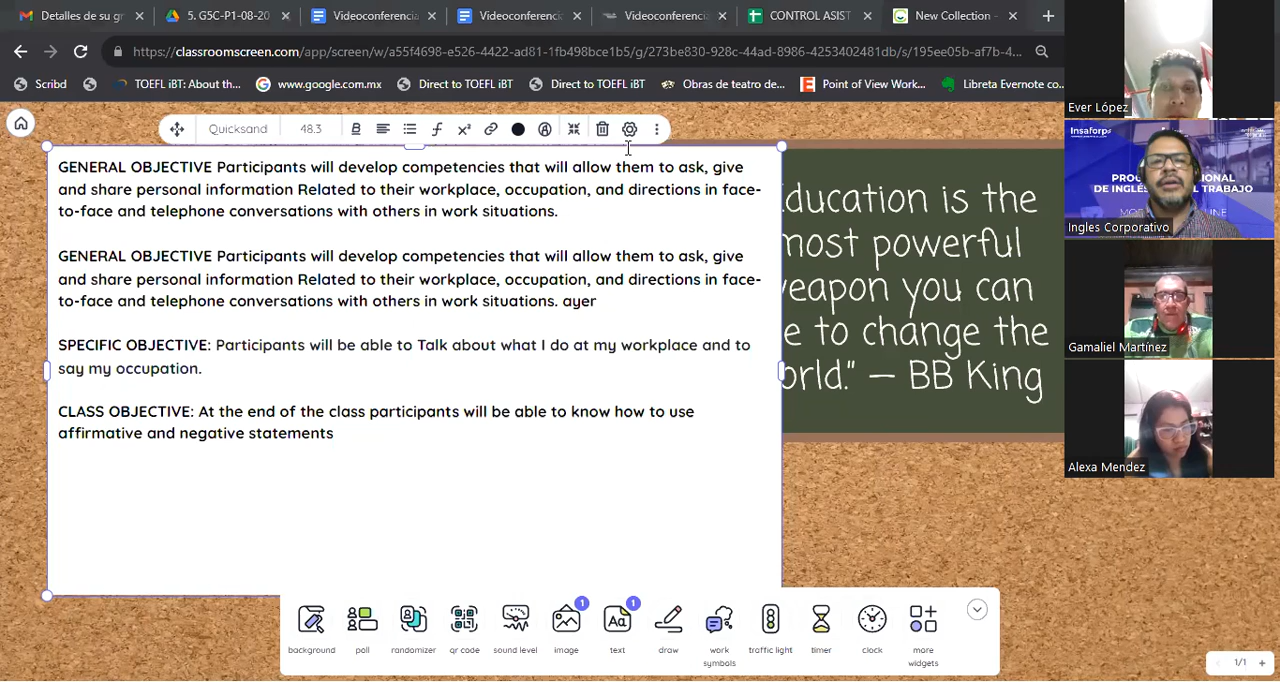 Detalles de su gr
5. G5C-P1-08-20
Videoconferencia
Videoconferenci
Videoconferenci
CONTROL ASIST
New Collection -
https://classroomscreen.com/app/screen/w/a55f4698-e526-4422-ad81-1fb498bce1b5/g/273be830-928c-44ad-8986-4253402481db/s/195ee05b-af7b-4...
Scribd
TOEFL iBT: About th...
www.google.com.mx
Direct to TOEFL iBT
Direct to TOEFL iBT
Obras de teatro de...
Point of View Work...
Libreta Evernote co...
Quicksand
48.3
GENERAL OBJECTIVE Participants will develop competencies that will allow them to ask, give
and share personal information Related to their workplace, occupation, and directions in face-
to-face and telephone conversations with others in work situations.
GENERAL OBJECTIVE Participants will develop competencies that will allow them to ask, give
and share personal information Related to their workplace, occupation, and directions in face-
to-face and telephone conversations with others in work situations. ayer
SPECIFIC OBJECTIVE: Participants will be able to Talk about what I do at my workplace and to
say my occupation.
CLASS OBJECTIVE: At the end of the class participants will be able to know how to use
affirmative and negative statements
ducation is the
most powerful
eapon you can
e to change the
orld." — BB King
background
poll
randomizer
qr code
sound level
image
1
text
1
draw
work
symbols
traffic light
timer
clock
more
widgets
1/1
Ever López
Insaforp
DE INGLÉS
TRABAJO
Ingles Corporativo
Gamaliel Martínez
Alexa Mendez